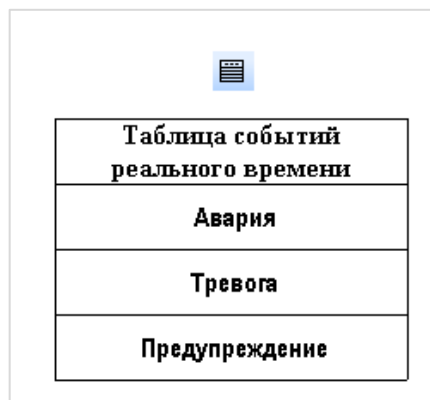 Таблица событий
реального времени
Авария
Тревога
Предупреждение